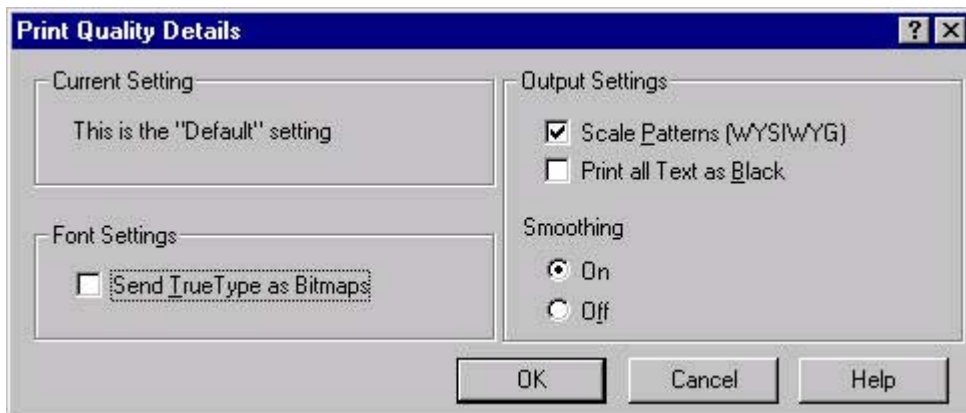 Print Quality Details
Current Setting
This is the "Default" setting
Font Settings
Send TrueType as Bitmaps
Output Settings
Scale Patterns (WYSIWYG)
Print all Text as Black
Smoothing
On
Off
OK
Cancel
Help